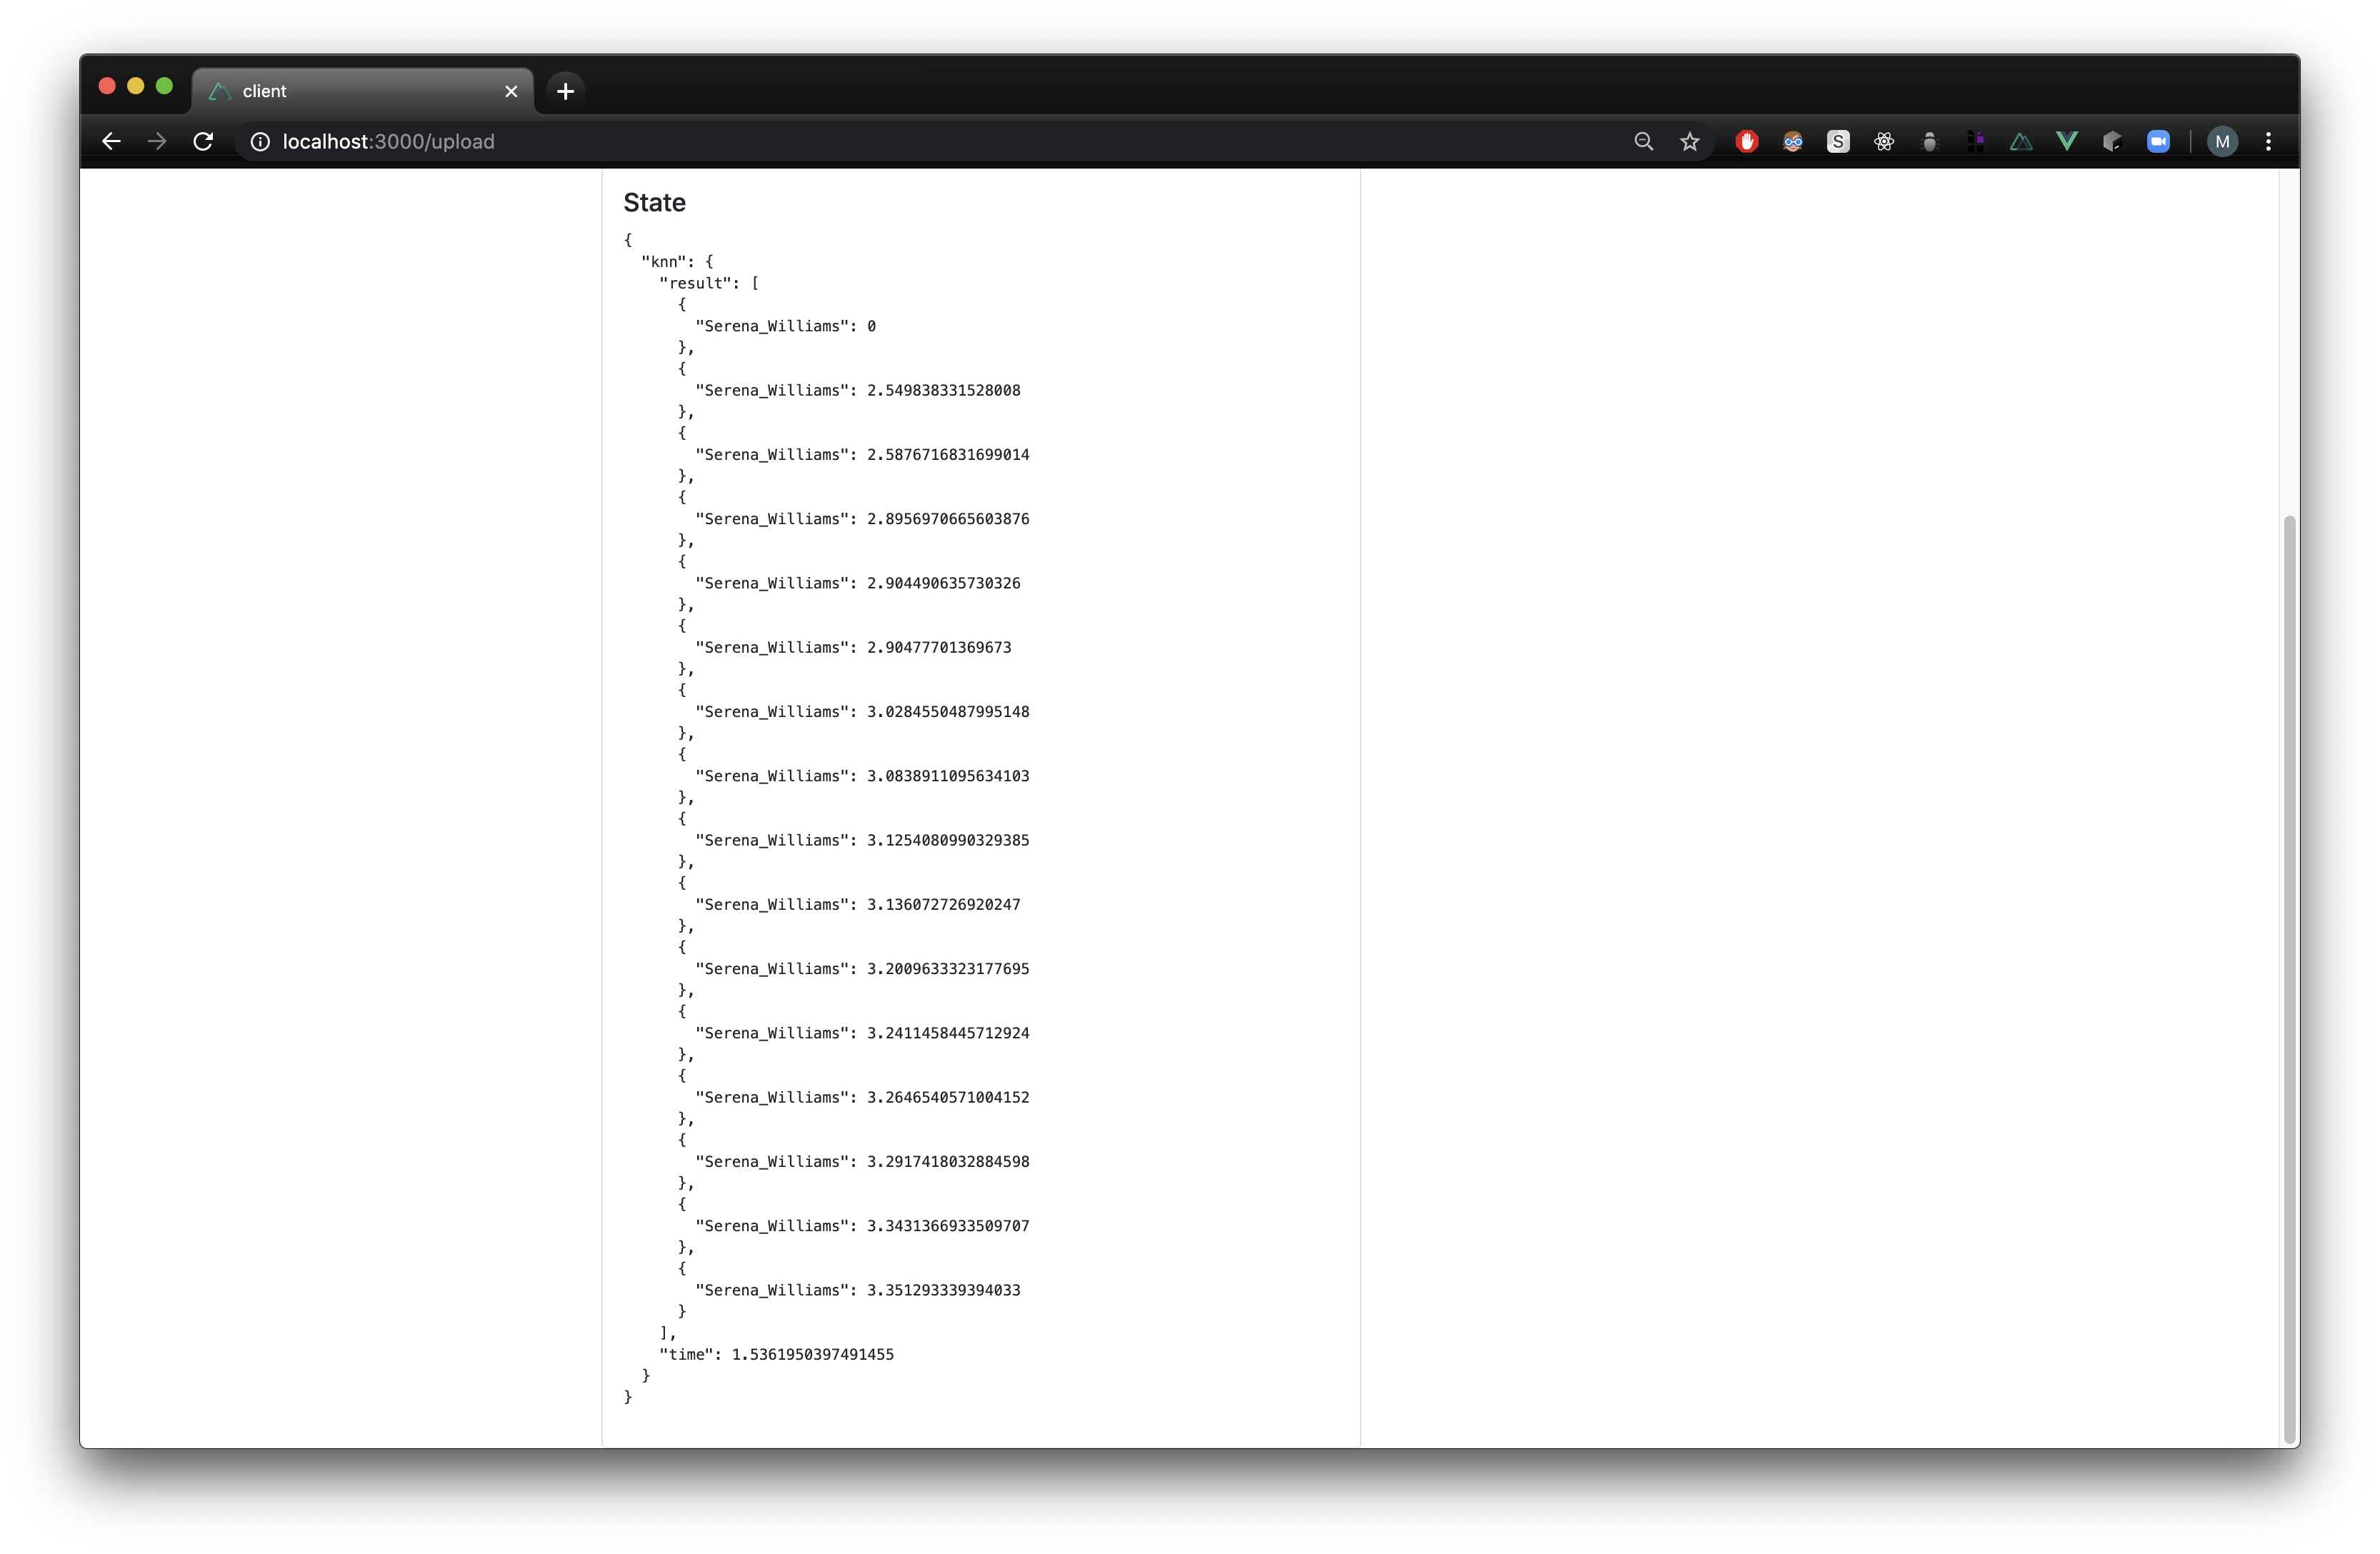 client
localhost:3000/upload
S
M
State
{
"knn": {
"result": [
{
"Serena_Williams": 0
},
{
"Serena_Williams": 2.549838331528008
},
{
"Serena_Williams": 2.5876716831699014
},
{
"Serena_Williams": 2.8956970665603876
},
{
"Serena_Williams": 2.904490635730326
},
{
"Serena_Williams": 2.90477701369673
},
{
"Serena_Williams": 3.0284550487995148
},
{
"Serena_Williams": 3.0838911095634103
},
{
"Serena_Williams": 3.1254080990329385
},
{
"Serena_Williams": 3.136072726920247
},
{
"Serena_Williams": 3.2009633323177695
},
{
"Serena_Williams": 3.2411458445712924
},
{
"Serena_Williams": 3.2646540571004152
},
{
"Serena_Williams": 3.2917418032884598
},
{
"Serena_Williams": 3.3431366933509707
},
{
"Serena_Williams": 3.351293339394033
}
],
"time": 1.5361950397491455
}
}